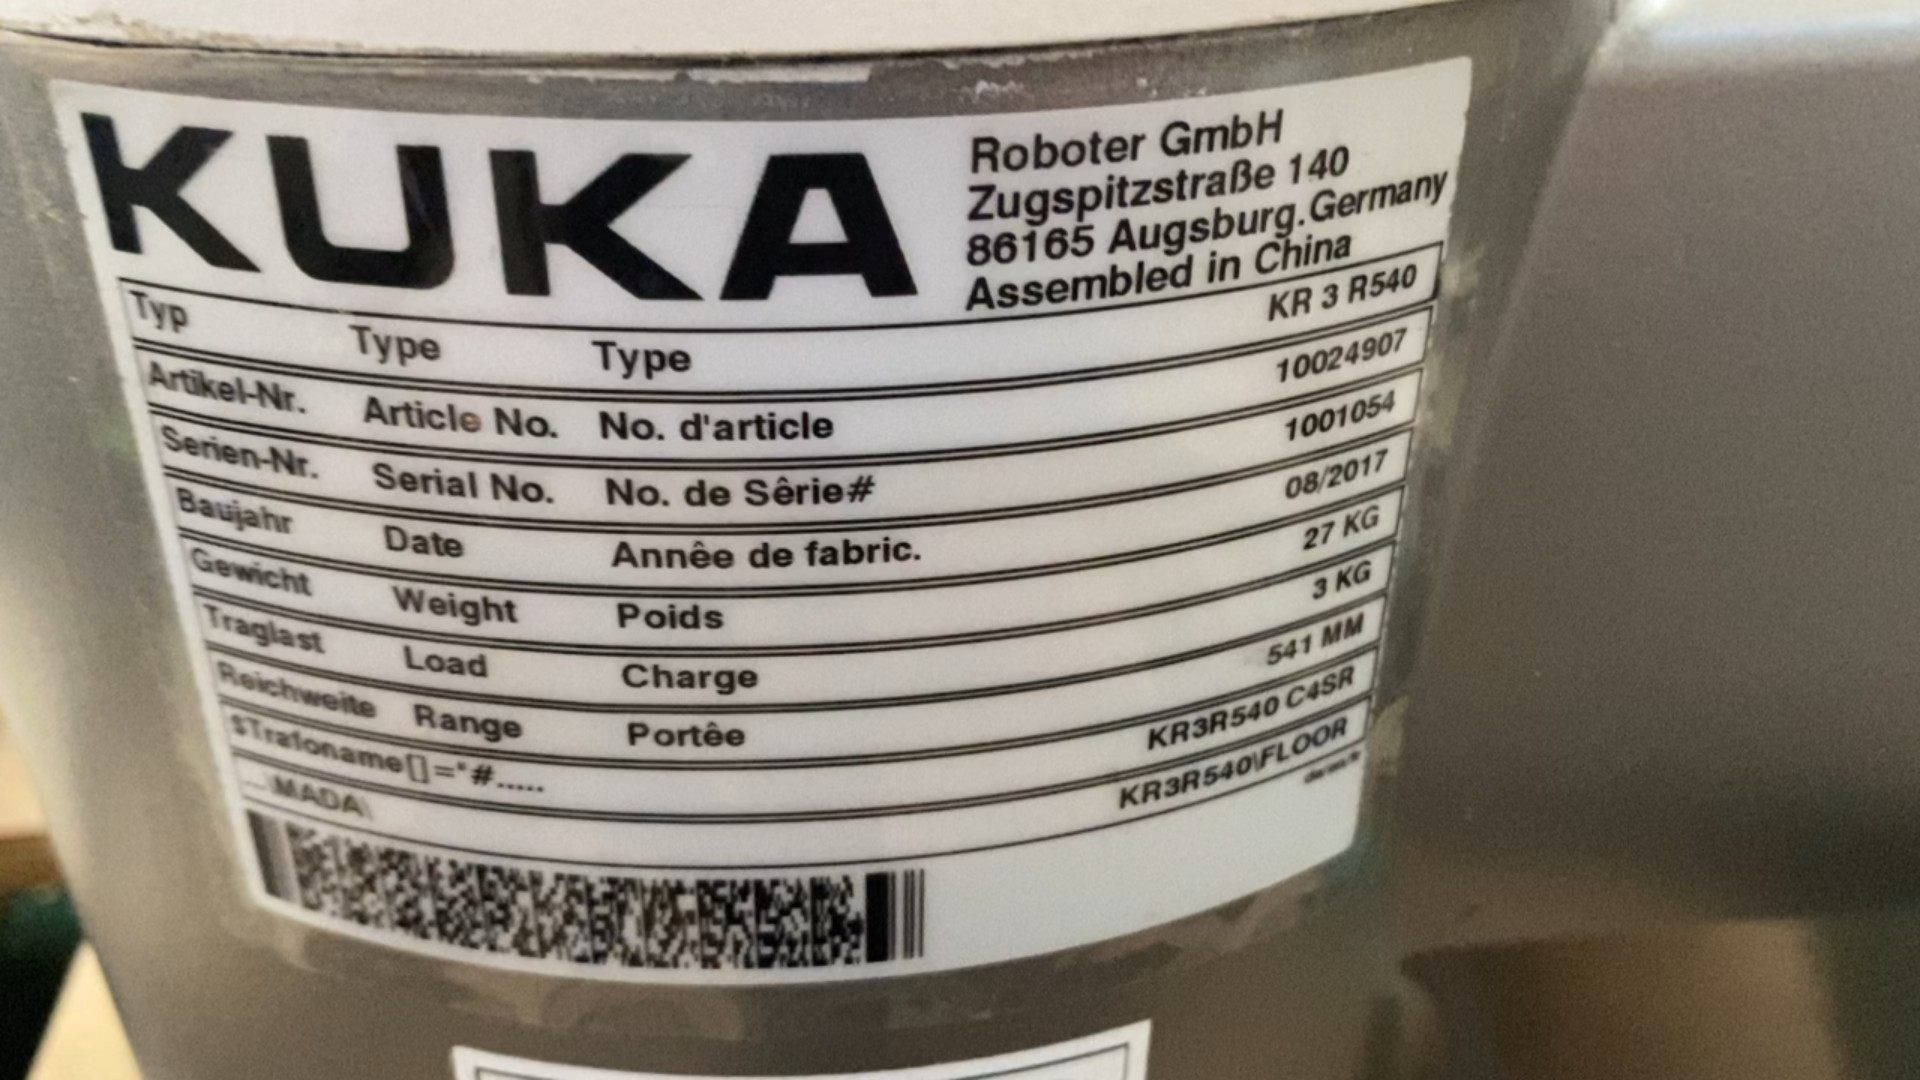 KUKA
Roboter GmbH
Zugspitzstraße 140
86165 Augsburg.Germany
Assembled in China
Typ Type Type KR 3 R540
Artikel-Nr. Article No. No. d'article 10024907
Serien-Nr. Serial No. No. de Sêrie# 1001054
Baujahr Date Annêe de fabric. 08/2017
Gewicht Weight Poids 27 KG
Traglast Load Charge 3 KG
Reichweite Range Portêe 541 MM
$Trafoname[]="#..... KR3R540 C4SR
...\MADA\ KR3R540\FLOOR